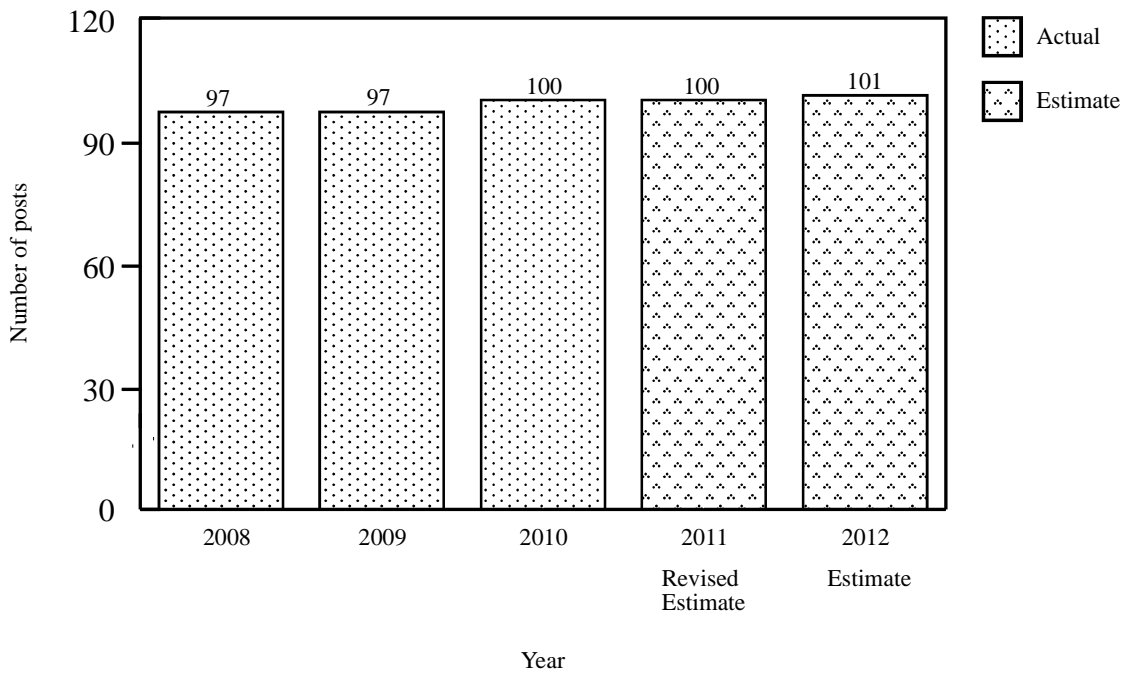 120
90
60
30
0
Number of posts
97
97
100
100
101
2008
2009
2010
2011
2012
Revised
Estimate
Estimate
Year
Actual
Estimate